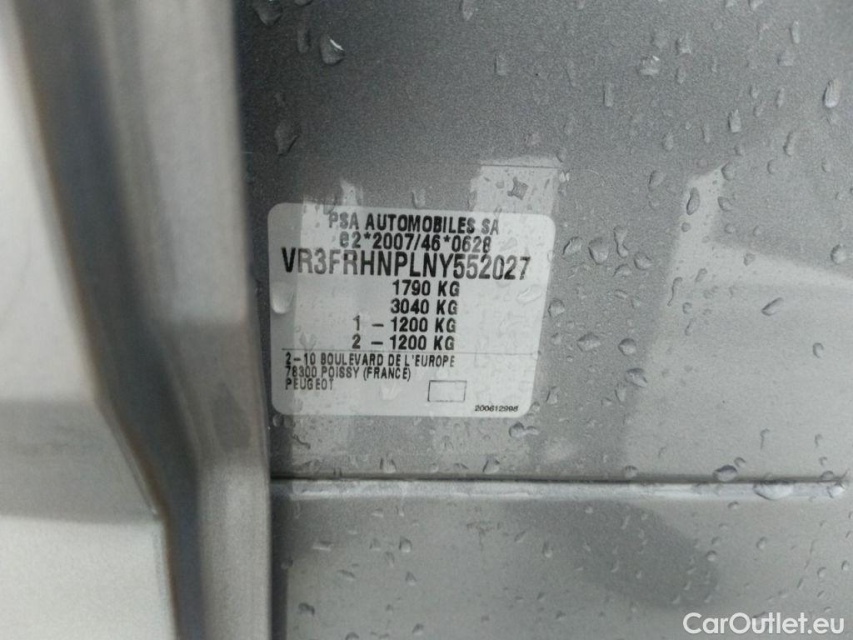 PSA AUTOMOBILES SA
e2*2007/46*0628
VR3FRHNPLNY552027
1790 KG
3040 KG
1 - 1200 KG
2 - 1200 KG
2-10 BOULEVARD DE L'EUROPE
78300 POISSY (FRANCE)
PEUGEOT
200612996
CarOutlet.eu